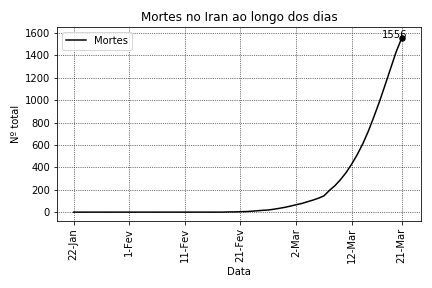 Mortes no Iran ao longo dos dias
Mortes
1556
1600
1400
1200
1000
800
600
400
200
0
Nº total
22-Jan
1-Fev
11-Fev
21-Fev
2-Mar
12-Mar
21-Mar
Data